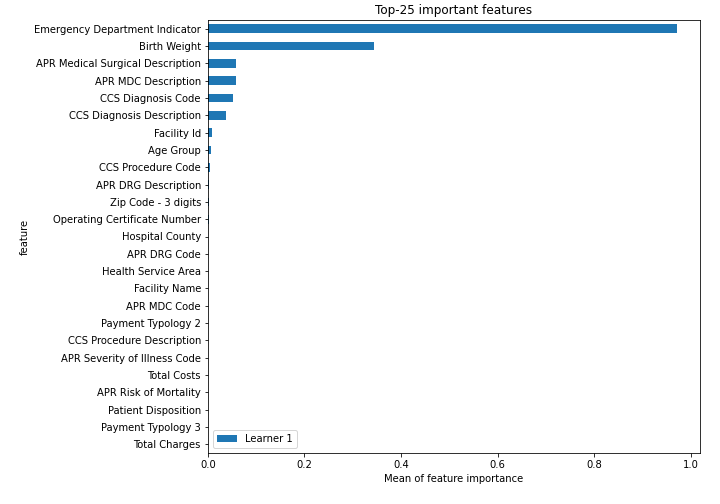 Top-25 important features
Emergency Department Indicator
Birth Weight
APR Medical Surgical Description
APR MDC Description
CCS Diagnosis Code
CCS Diagnosis Description
Facility Id
Age Group
CCS Procedure Code
APR DRG Description
Zip Code - 3 digits
Operating Certificate Number
Hospital County
APR DRG Code
Health Service Area
Facility Name
APR MDC Code
Payment Typology 2
CCS Procedure Description
APR Severity of Illness Code
Total Costs
APR Risk of Mortality
Patient Disposition
Payment Typology 3
Total Charges
feature
Learner 1
0.0 0.2 0.4 0.6 0.8 1.0
Mean of feature importance